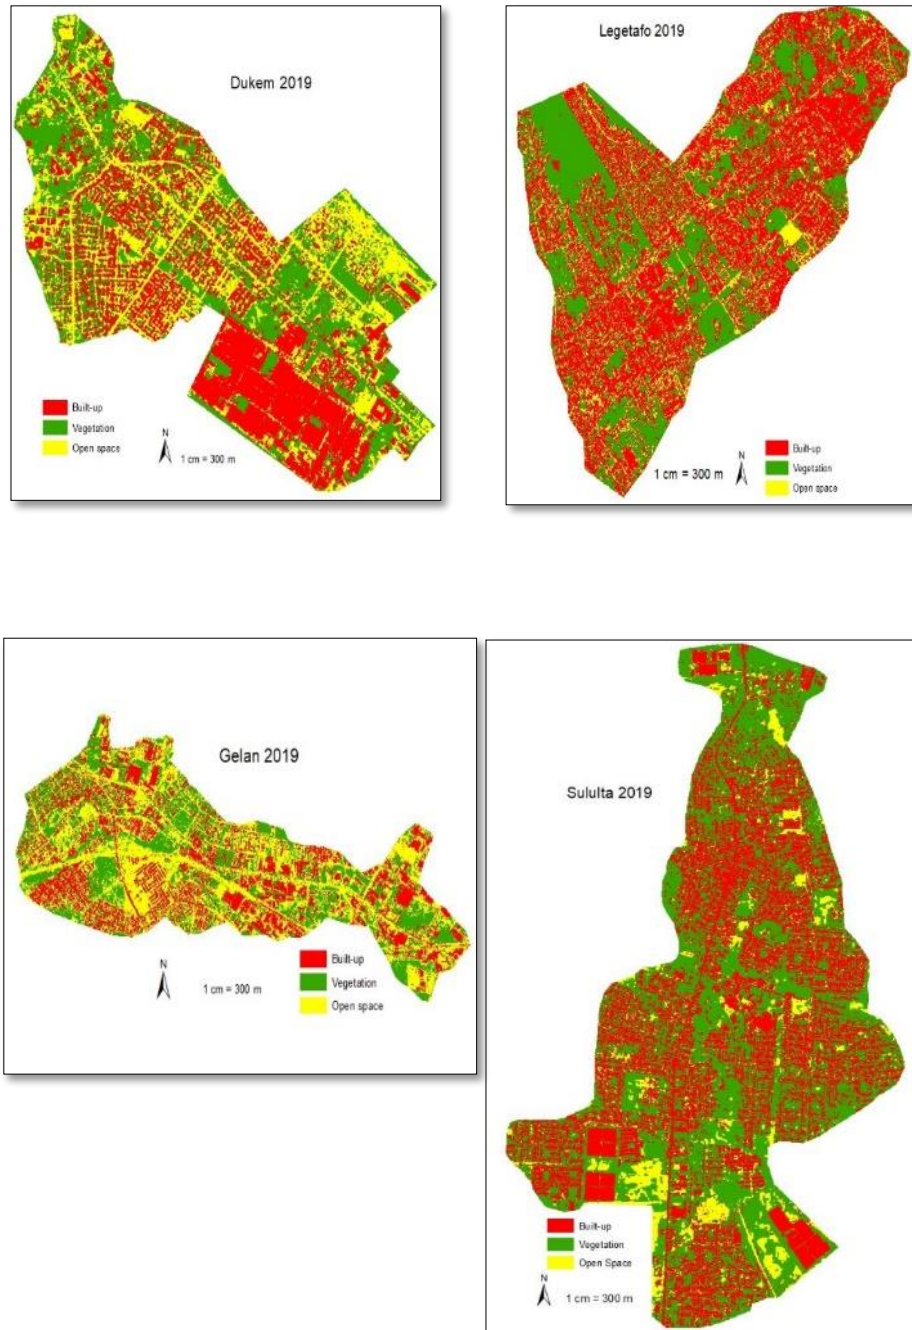 Dukem 2019
Built-up
Vegetation
Open space
N
1 cm = 300 m
Legetafo 2019
Built-up
Vegetation
Open space
N
1 cm = 300 m
Gelan 2019
Built-up
Vegetation
Open space
N
1 cm = 300 m
Sululta 2019
Built-up
Vegetation
Open Space
N
1 cm = 300 m